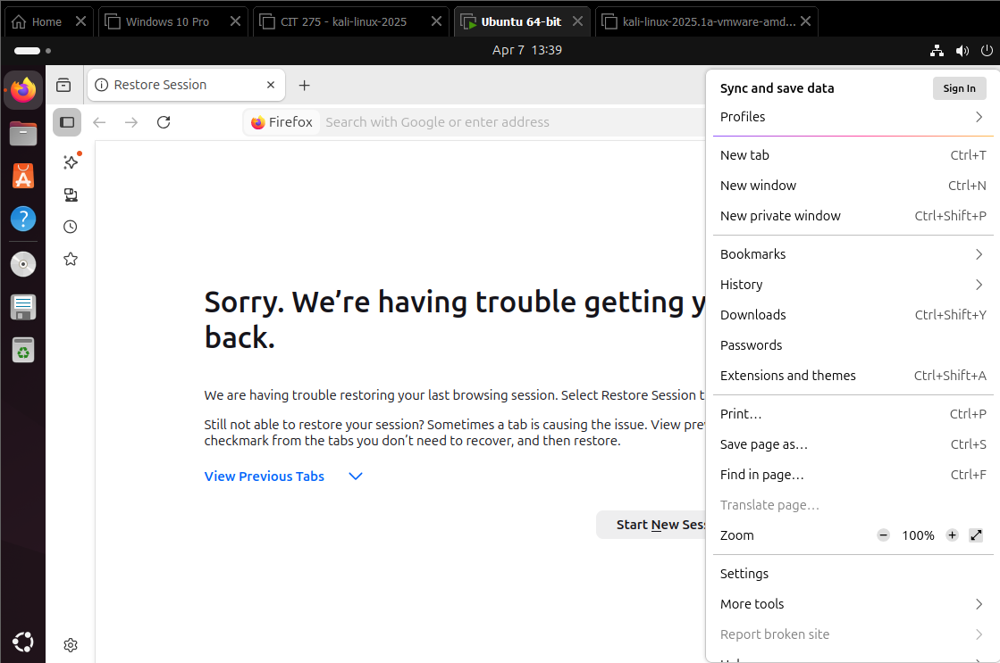 Home
Windows 10 Pro
CIT 275 - kali-linux-2025
Ubuntu 64-bit
kali-linux-2025.1a-vmware-amd...
Apr 7 13:39
Restore Session
Firefox
Search with Google or enter address
Sorry. We’re having trouble getting
back.
We are having trouble restoring your last browsing session. Select Restore Session
Still not able to restore your session? Sometimes a tab is causing the issue. View
checkmark from the tabs you don’t need to recover, and then restore.
View Previous Tabs
Start New
Sync and save data
Sign In
Profiles
New tab Ctrl+T
New window Ctrl+N
New private window Ctrl+Shift+P
Bookmarks
History
Downloads Ctrl+Shift+Y
Passwords
Extensions and themes Ctrl+Shift+A
Print… Ctrl+P
Save page as… Ctrl+S
Find in page… Ctrl+F
Translate page…
Zoom 100%
Settings
More tools
Report broken site